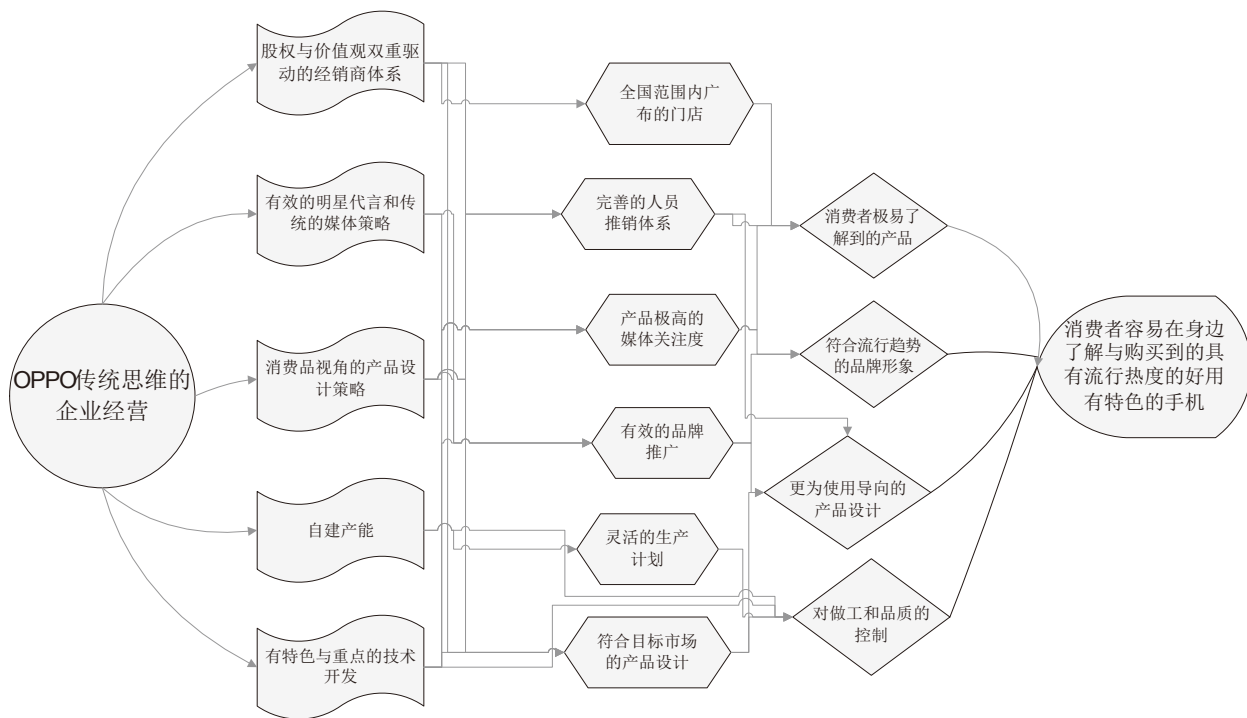 OPPO传统思维的
企业经营
股权与价值观双重驱
动的经销商体系
有效的明星代言和传
统的媒体策略
消费品视角的产品设
计策略
自建产能
有特色与重点的技术
开发
全国范围内广
布的门店
完善的人员
推销体系
产品极高的
媒体关注度
有效的品牌
推广
灵活的生产
计划
符合目标市场
的产品设计
消费者极易了
解到的产品
符合流行趋势
的品牌形象
更为使用导向的
产品设计
对做工和品质的
控制
消费者容易在身边
了解与购买到的具
有流行热度的好用
有特色的手机